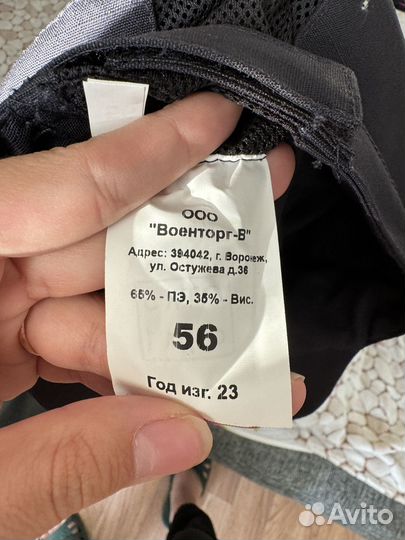 ООО
"Военторг-В"
Адрес: 394042, г. Воронеж,
ул. Остужева д.36
65% - ПЭ, 35% - Вис.
56
Год изг. 23
Avito